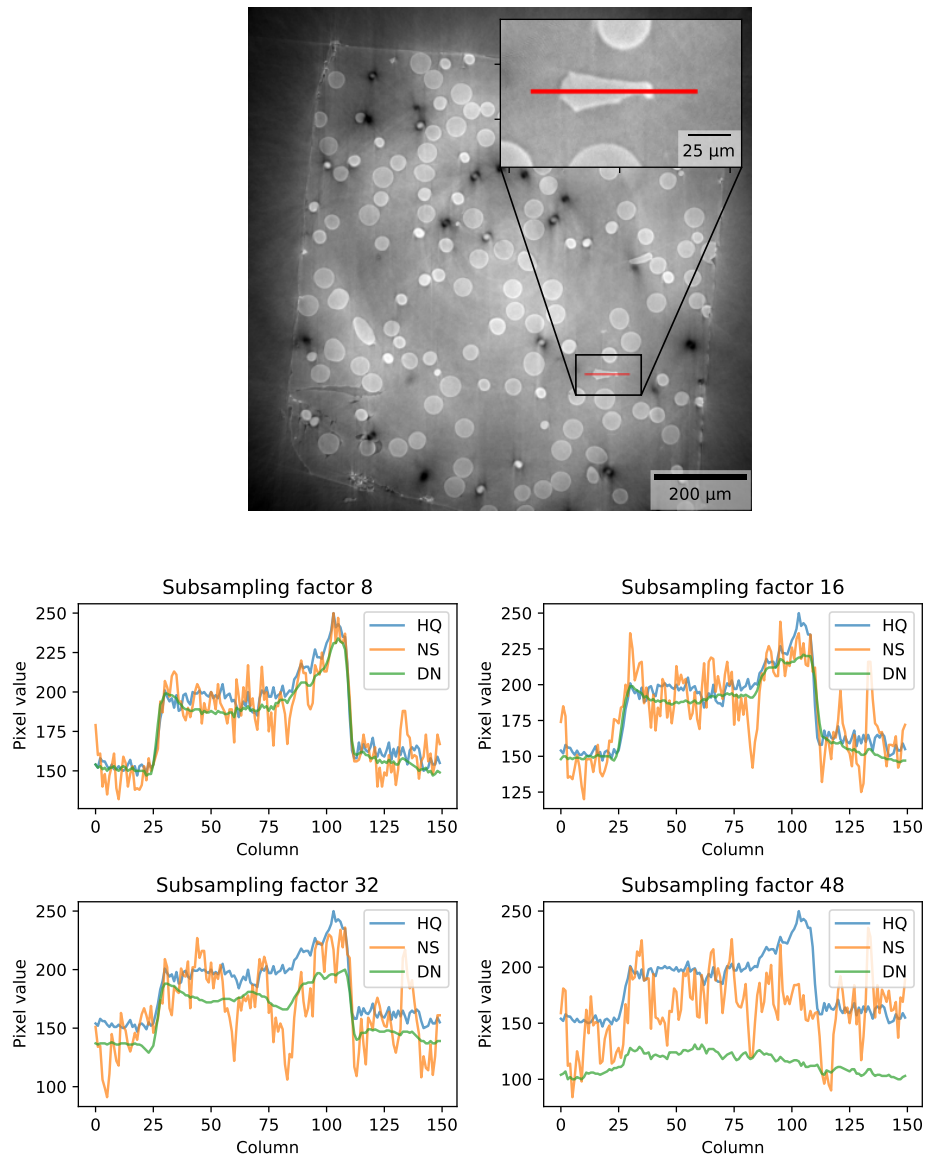 25 µm
200 µm
Subsampling factor 8
Subsampling factor 16
250
225
200
175
150
Pixel value
HQ
NS
DN
0 25 50 75 100 125 150
Column
250
225
200
175
150
125
Pixel value
HQ
NS
DN
0 25 50 75 100 125 150
Column
Subsampling factor 32
Subsampling factor 48
250
200
150
100
Pixel value
HQ
NS
DN
0 25 50 75 100 125 150
Column
250
200
150
100
Pixel value
HQ
NS
DN
0 25 50 75 100 125 150
Column